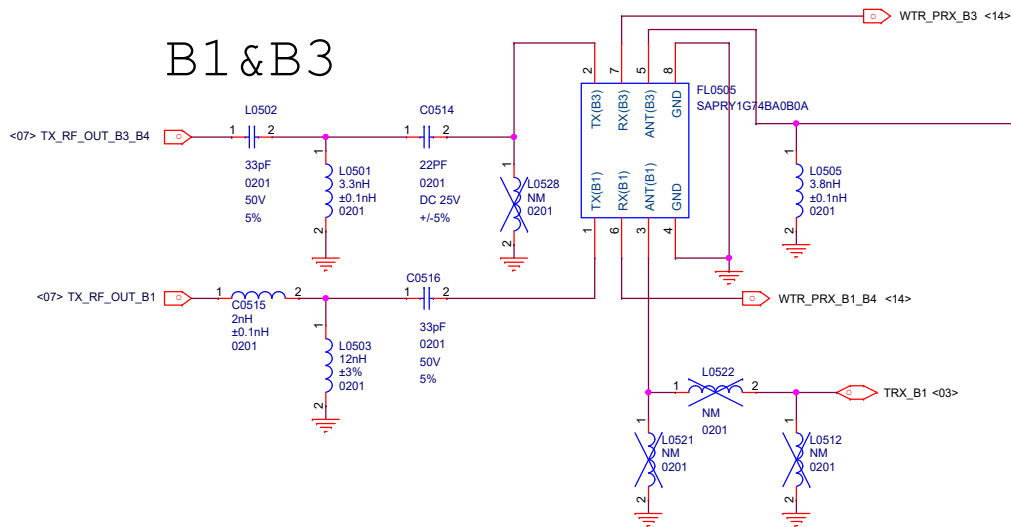 B1&B3
WTR_PRX_B3 <14>
2
7
5
8
FL0505
SAPRY1G74BA0B0A
TX(B3)
RX(B3)
ANT(B3)
GND
TX(B1)
RX(B1)
ANT(B1)
GND
1
6
3
4
<07> TX_RF_OUT_B3_B4
L0502
1 2
33pF
0201
50V
5%
1
L0501
3.3nH
±0.1nH
0201
2
C0514
1 2
22PF
0201
DC 25V
+/-5%
1
L0528
NM
0201
2
1
L0505
3.8nH
±0.1nH
0201
2
<07> TX_RF_OUT_B1
1 2
C0515
2nH
±0.1nH
0201
1
L0503
12nH
±3%
0201
2
C0516
1 2
33pF
0201
50V
5%
WTR_PRX_B1_B4 <14>
L0522
1 2
NM
0201
TRX_B1 <03>
1
L0521
NM
0201
2
1
L0512
NM
0201
2